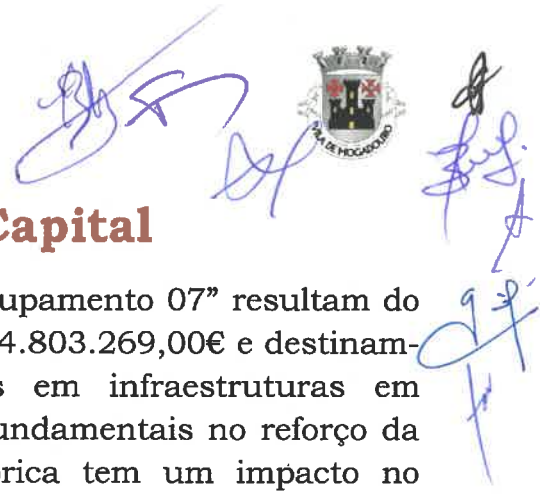 VILA DE MOGADOURO
Capital
upamento 07” resultam do
4.803.269,00€ e destinam-
s em infraestruturas em
undamentais no reforço da
brica tem um impacto no